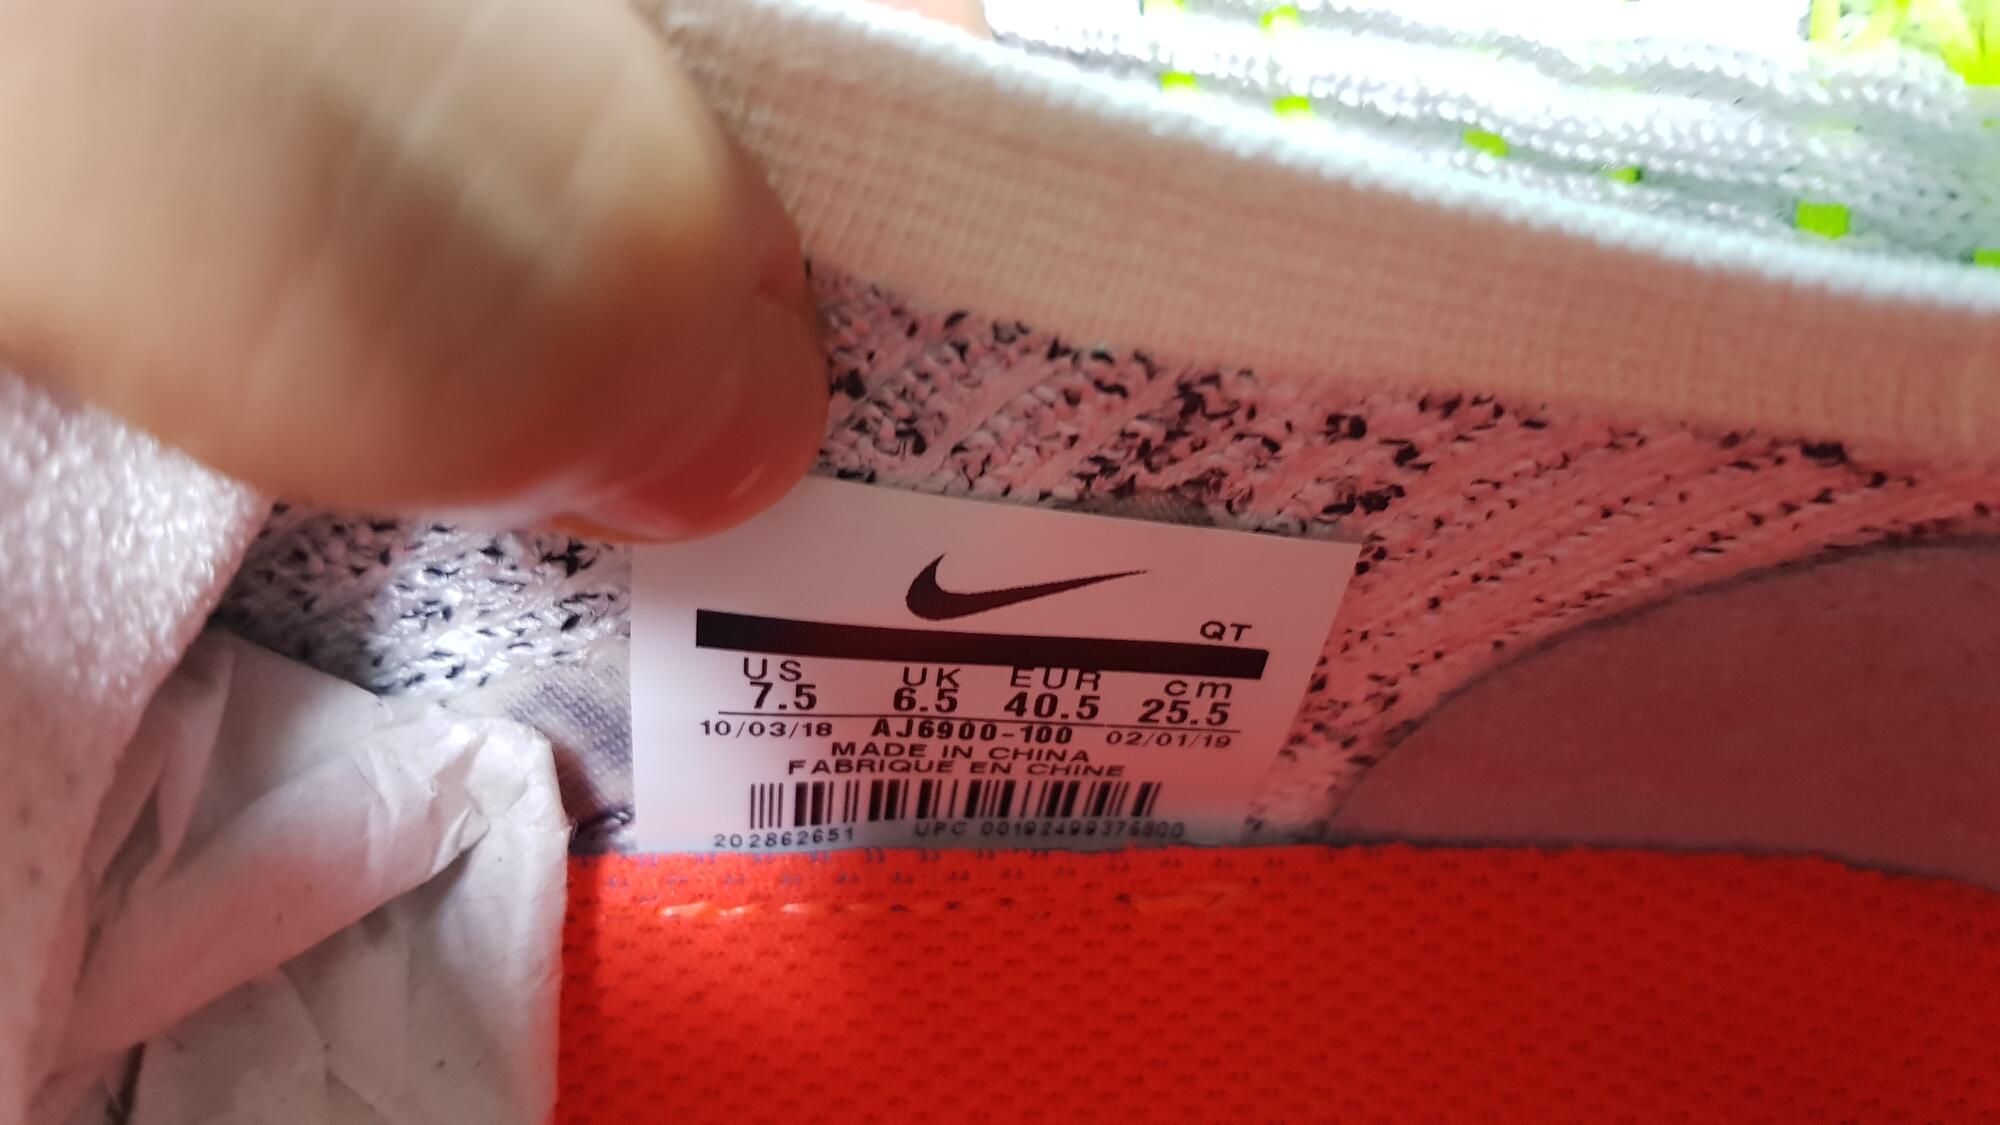 QT
US UK EUR cm
7.5 6.5 40.5 25.5
10/03/18 AJ6900-100 02/01/19
MADE IN CHINA
FABRIQUE EN CHINE
202862651 UPC 00192499376800